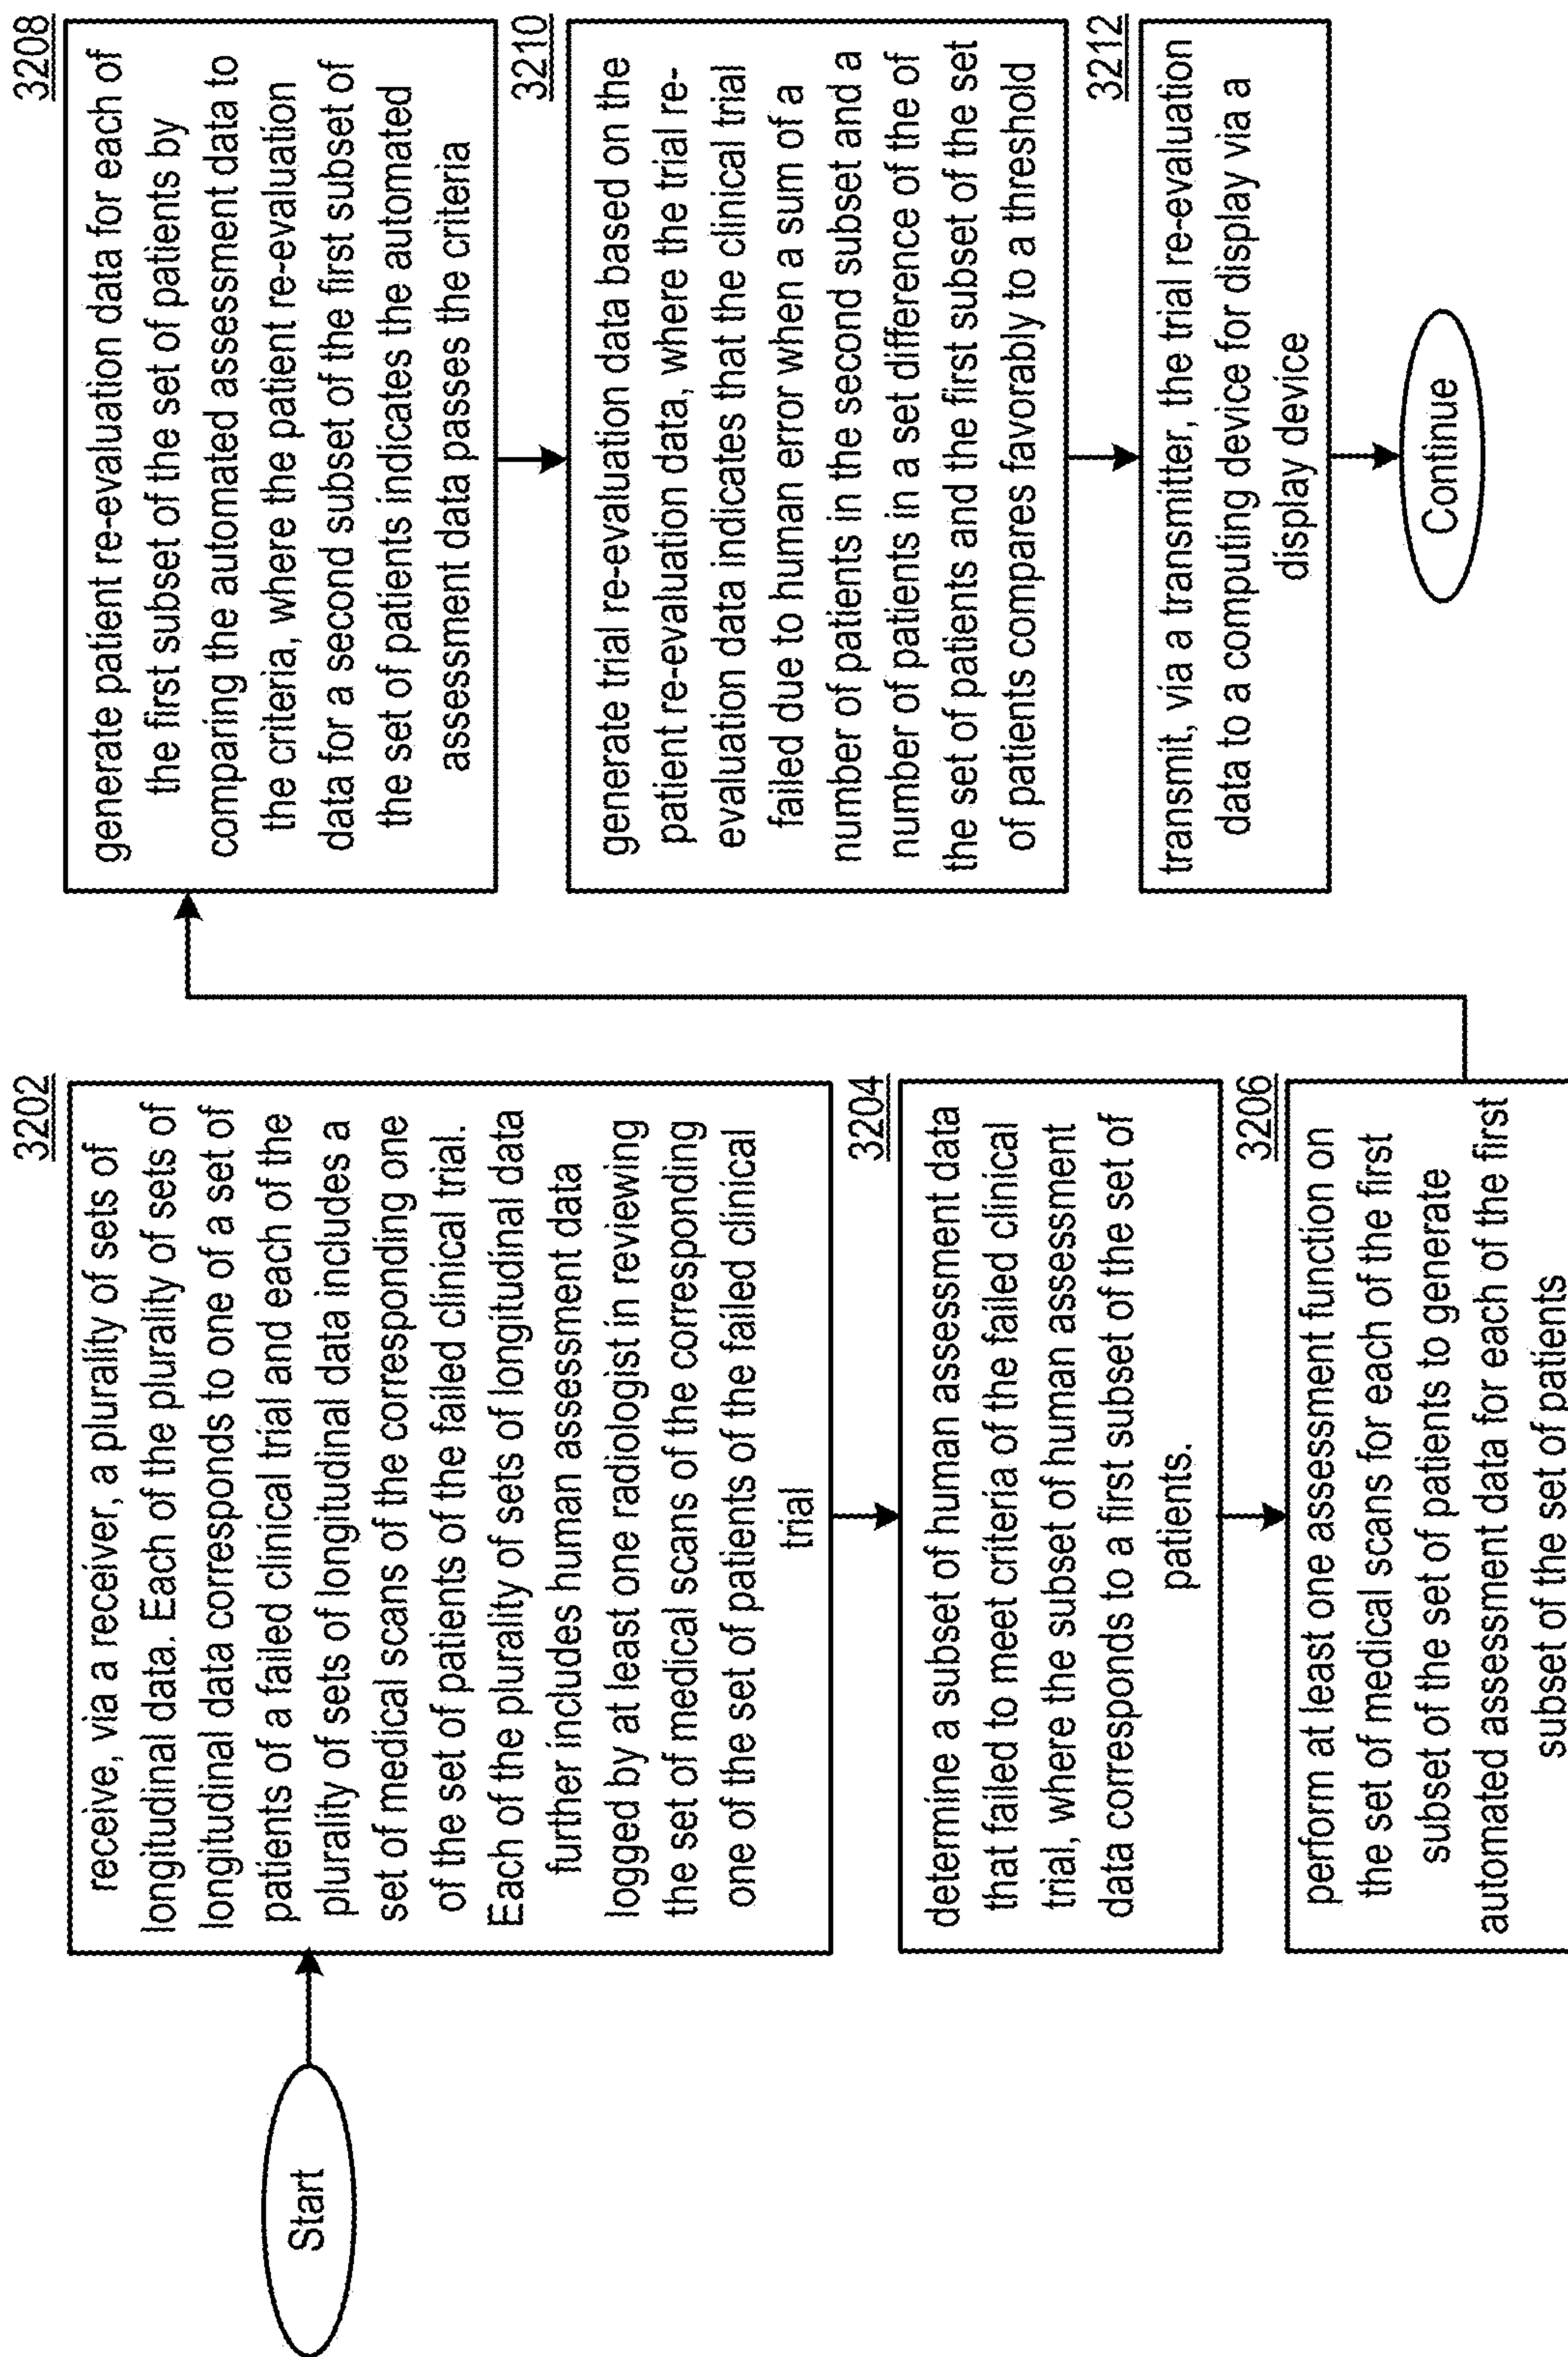 Start
3202
receive, via a receiver, a plurality of sets of
longitudinal data. Each of the plurality of sets of
longitudinal data corresponds to one of a set of
patients of a failed clinical trial and each of the
plurality of sets of longitudinal data includes a
set of medical scans of the corresponding one
of the set of patients of the failed clinical trial.
Each of the plurality of sets of longitudinal data
further includes human assessment data
logged by at least one radiologist in reviewing
the set of medical scans of the corresponding
one of the set of patients of the failed clinical
trial
3204
determine a subset of human assessment data
that failed to meet criteria of the failed clinical
trial, where the subset of human assessment
data corresponds to a first subset of the set of
patients.
3206
perform at least one assessment function on
the set of medical scans for each of the first
subset of the set of patients to generate
automated assessment data for each of the first
subset of the set of patients
3208
generate patient re-evaluation data for each of
the first subset of the set of patients by
comparing the automated assessment data to
the criteria, where the patient re-evaluation
data for a second subset of the first subset of
the set of patients indicates the automated
assessment data passes the criteria
3210
generate trial re-evaluation data based on the
patient re-evaluation data, where the trial re-
evaluation data indicates that the clinical trial
failed due to human error when a sum of a
number of patients in the second subset and a
number of patients in a set difference of the of
the set of patients and the first subset of the set
of patients compares favorably to a threshold
3212
transmit, via a transmitter, the trial re-evaluation
data to a computing device for display via a
display device
Continue